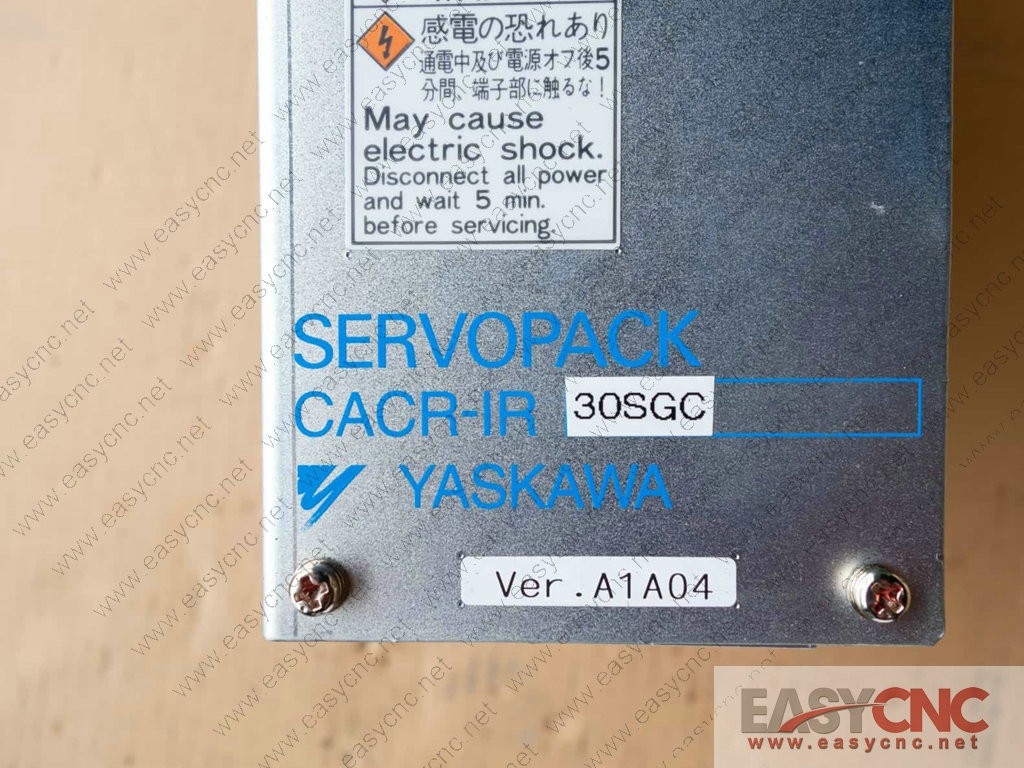 感電の恐れあり
通電中及び電源オフ後5
分間、端子部に触るな!
May cause
electric shock.
Disconnect all power
and wait 5 min.
before servicing.
SERVOPACK
CACR-IR 30SGC
YASKAWA
Ver.A1A04
EASYCNC
www.easycnc.net